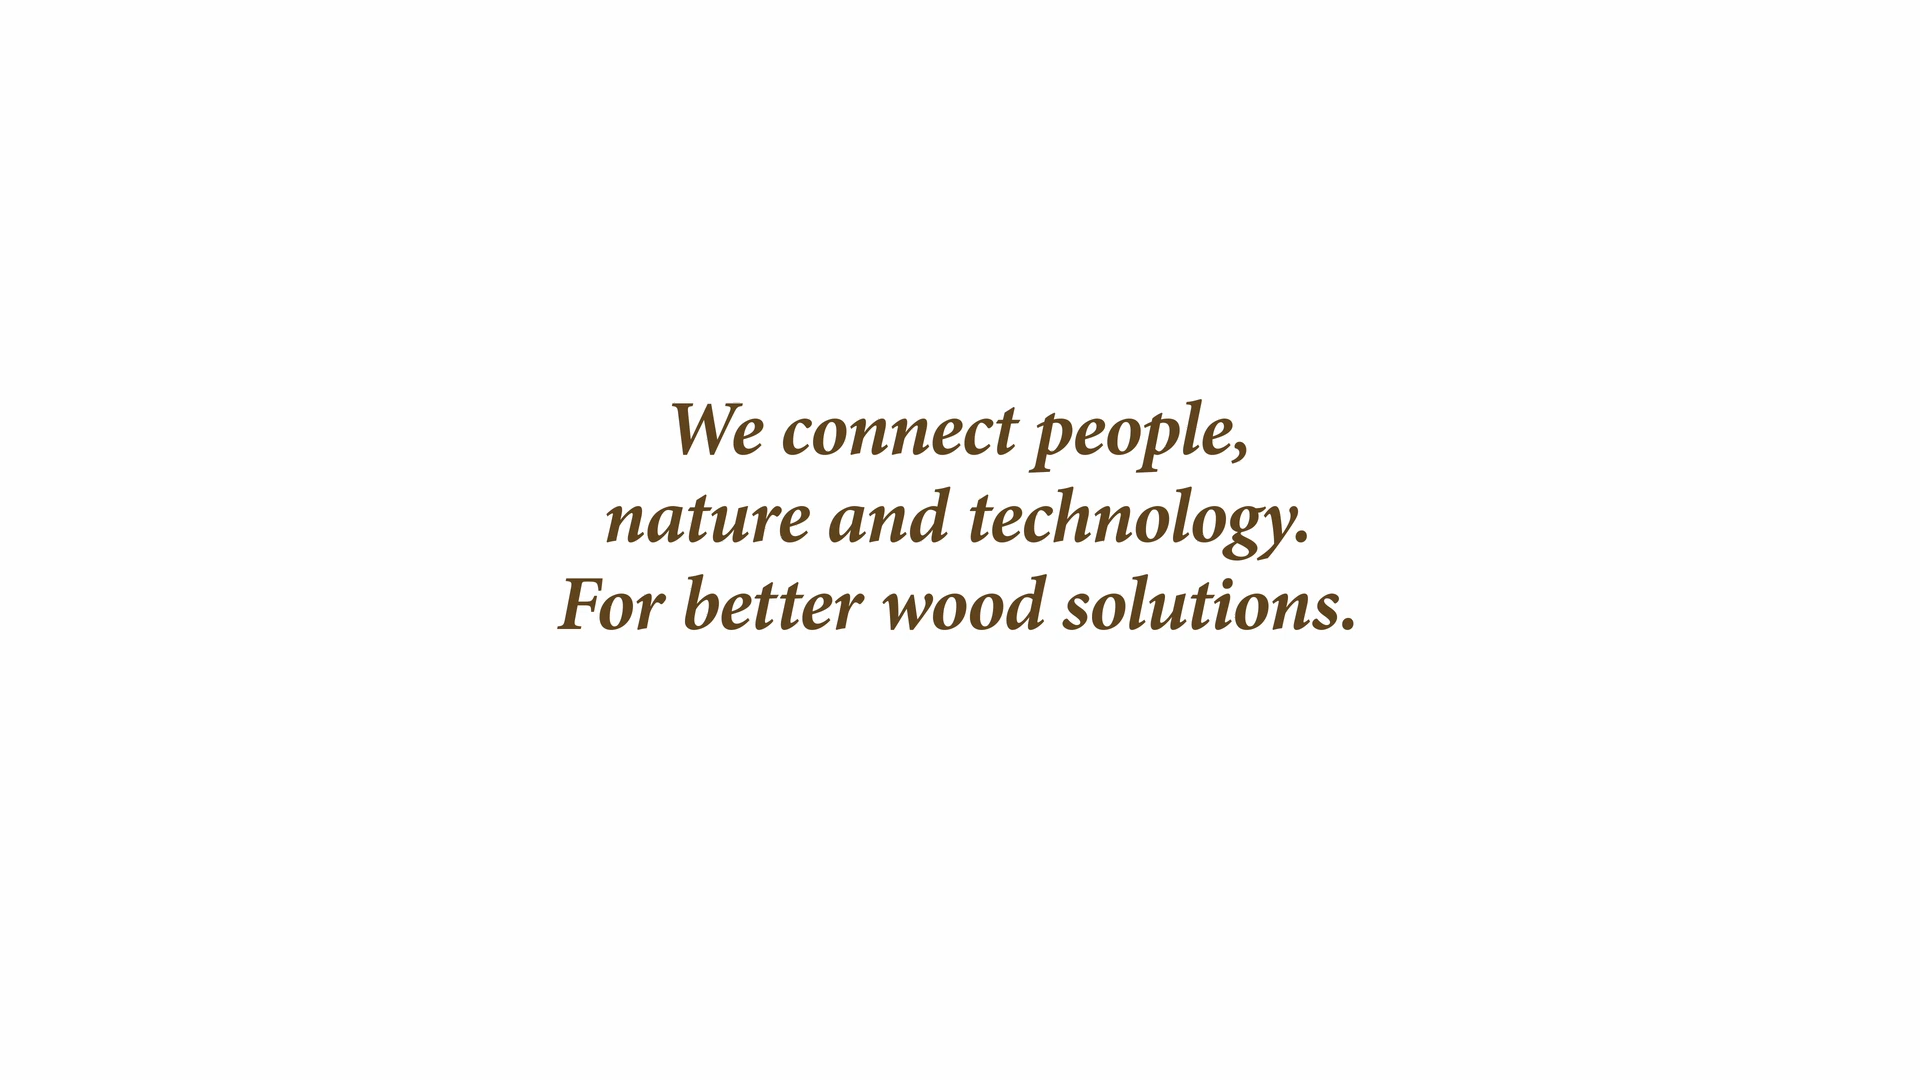 We connect people,
nature and technology.
For better wood solutions.